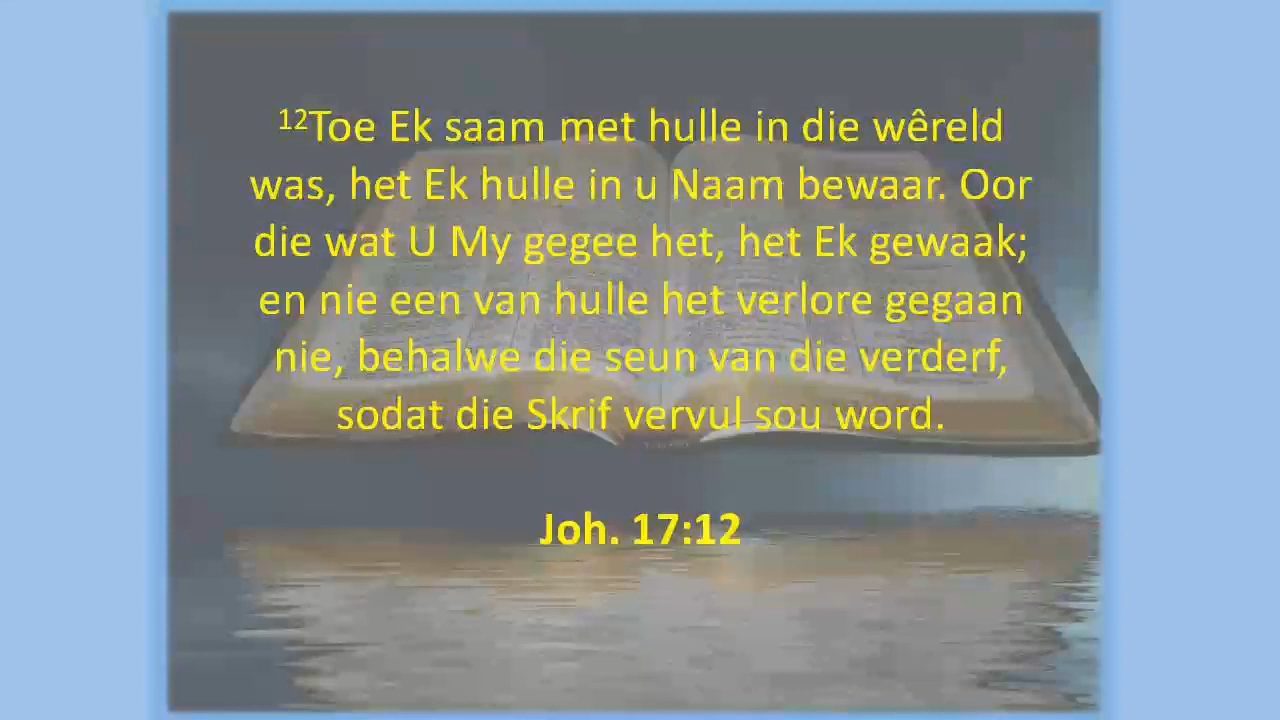 ¹²Toe Ek saam met hulle in die wêreld
was, het Ek hulle in u Naam bewaar. Oor
die wat U My gegee het, het Ek gewaak;
en nie een van hulle het verlore gegaan
nie, behalwe die seun van die verderf,
sodat die Skrif vervul sou word.
Joh. 17:12